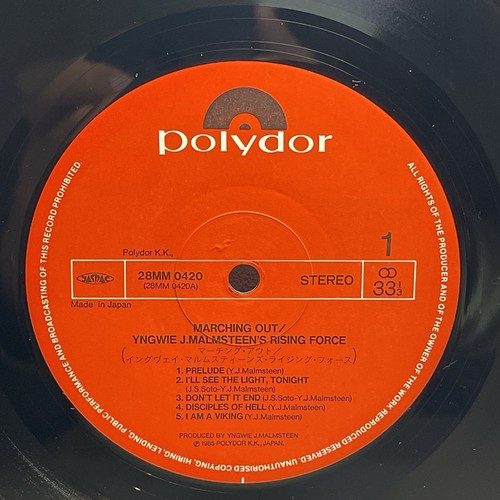 polydor
ALL RIGHTS OF THE PRODUCER AND OF THE OWNER OF THE WORK REPRODUCED RESERVED. UNAUTHORISED COPYING, HIRING, LENDING, PUBLIC PERFORMANCE AND BROADCASTING OF THIS RECORD PROHIBITED.
1
Polydor K.K.,
JASRAC
28MM 0420
(28MM 0420A)
STEREO
33 1/3
Made in Japan
MARCHING OUT/
YNGWIE J.MALMSTEEN'S RISING FORCE
(マーチング・アウト/
イングヴェイ・マルムスティーンズ・ライジング・フォース)
1. PRELUDE (Y.J.Malmsteen)
2. I'LL SEE THE LIGHT, TONIGHT
(J.S.Soto-Y.J.Malmsteen)
3. DON'T LET IT END (J.S.Soto-Y.J.Malmsteen)
4. DISCIPLES OF HELL (Y.J.Malmsteen)
5. I AM A VIKING (Y.J.Malmsteen)
PRODUCED BY YNGWIE J.MALMSTEEN
Ⓟ 1985 POLYDOR K.K., JAPAN